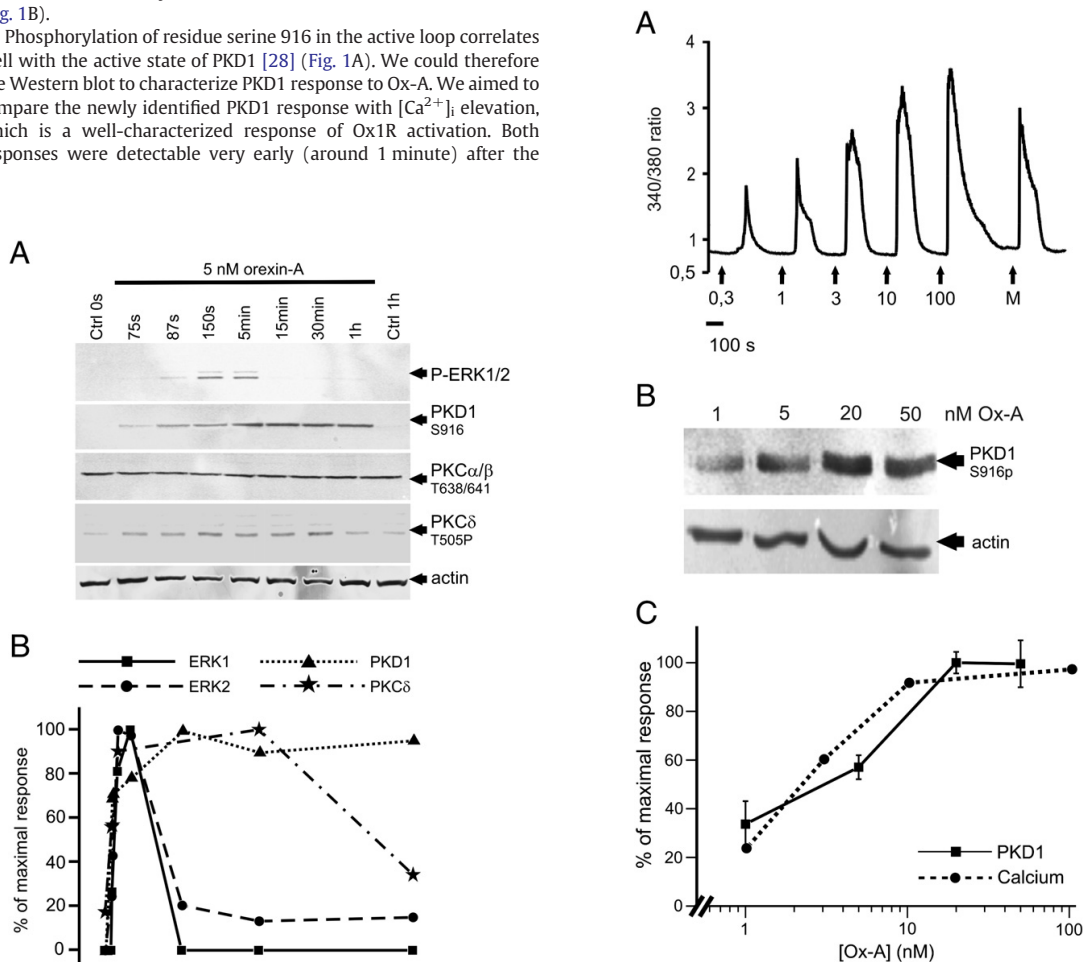 g. 1B).
Phosphorylation of residue serine 916 in the active loop correlates
ell with the active state of PKD1 [28] (Fig. 1A). We could therefore
e Western blot to characterize PKD1 response to Ox-A. We aimed to
mpare the newly identified PKD1 response with [Ca2+]i elevation,
hich is a well-characterized response of Ox1R activation. Both
sponses were detectable very early (around 1 minute) after the
A
5 nM orexin-A
Ctrl 0s
75s
87s
150s
5min
15min
30min
1h
Ctrl 1h
P-ERK1/2
PKD1
S916
PKCα/β
T638/641
PKCδ
T505P
actin
B
ERK1
PKD1
ERK2
PKCδ
% of maximal response
100
80
60
40
20
0
A
340/380 ratio
4
3
2
1
0,5
0,3 1 3 10 100 M
100 s
B
1 5 20 50 nM Ox-A
PKD1
S916p
actin
C
% of maximal response
100
80
60
40
20
0
PKD1
Calcium
1 10 100
[Ox-A] (nM)